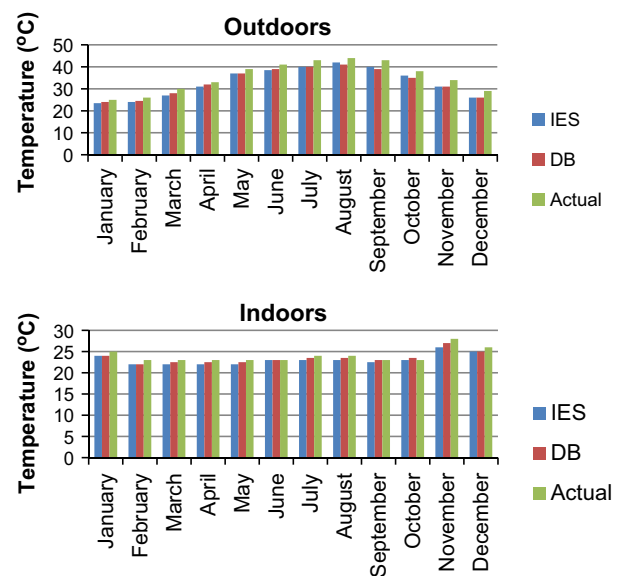 Outdoors
Temperature (ºC)
50
40
30
20
10
0
January
February
March
April
May
June
July
August
September
October
November
December
IES
DB
Actual
Indoors
Temperature (ºC)
30
25
20
15
10
5
0
January
February
March
April
May
June
July
August
September
October
November
December
IES
DB
Actual